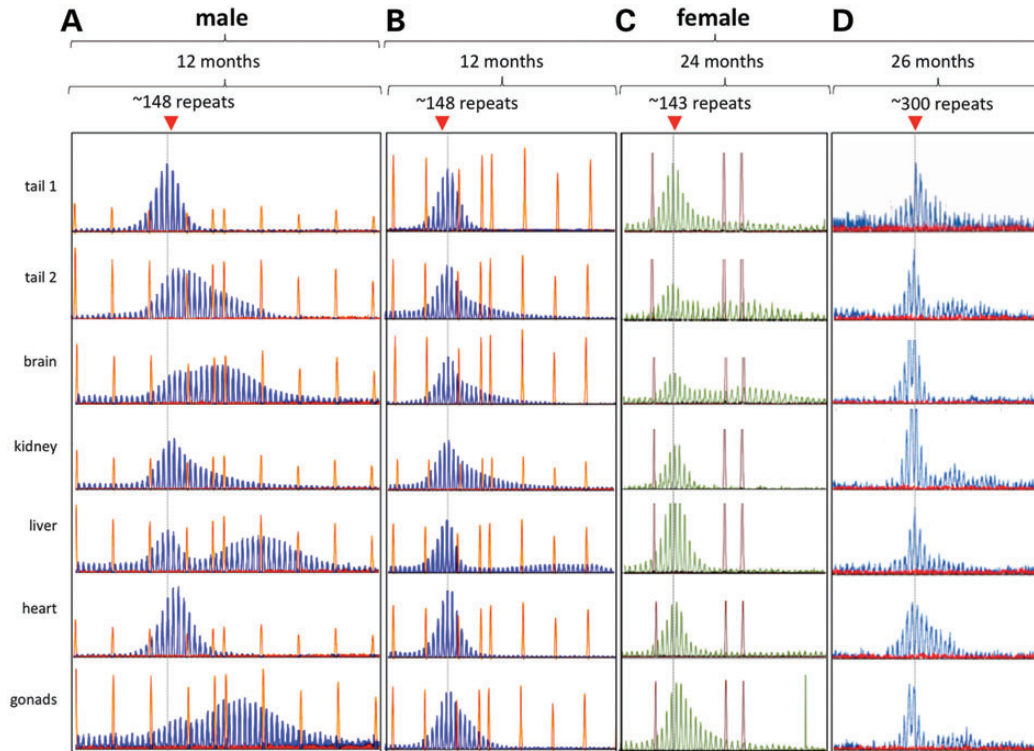 A male B C female D
12 months 12 months 24 months 26 months
~148 repeats ~148 repeats ~143 repeats ~300 repeats
tail 1
tail 2
brain
kidney
liver
heart
gonads